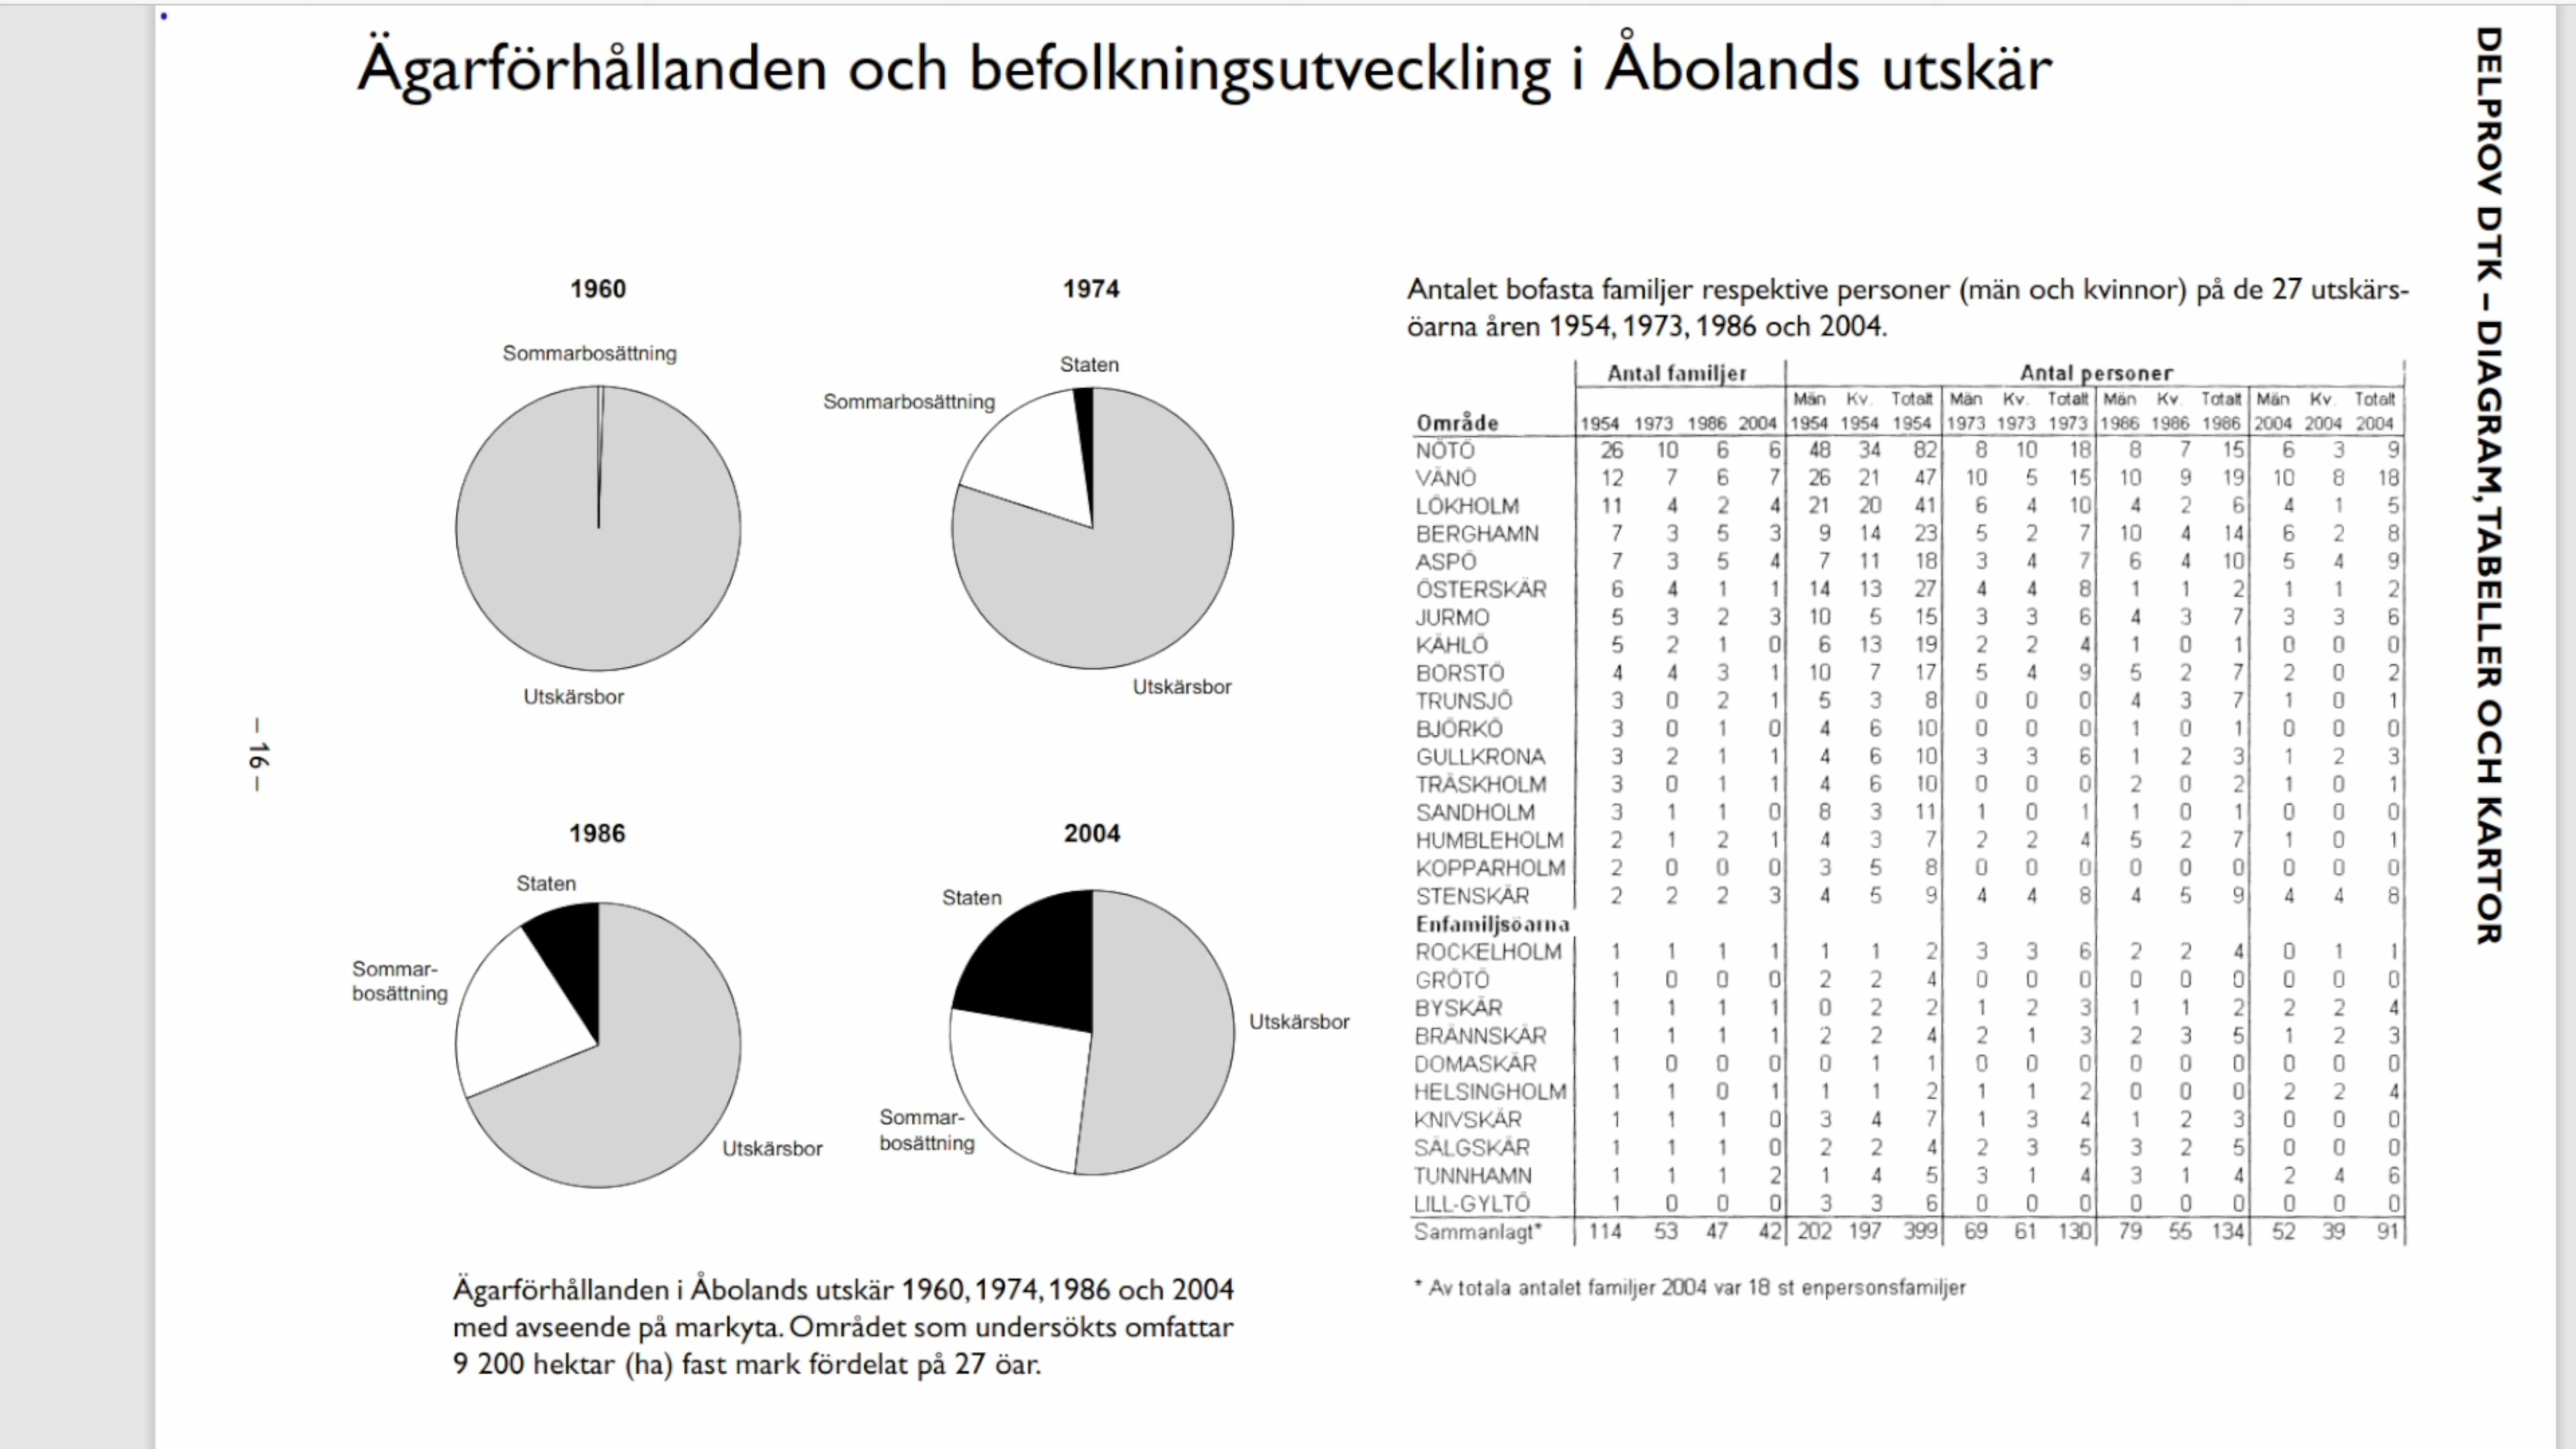 Ägarförhållanden och befolkningsutveckling i Åbolands utskär
DELPROV DTK – DIAGRAM, TABELLER OCH KARTOR
1960
Sommarbosättning
Utskärsbor
1974
Staten
Sommarbosättning
Utskärsbor
1986
Staten
Sommar-
bosättning
Utskärsbor
2004
Staten
Utskärsbor
Sommar-
bosättning
Ägarförhållanden i Åbolands utskär 1960, 1974, 1986 och 2004
med avseende på markyta. Området som undersökts omfattar
9 200 hektar (ha) fast mark fördelat på 27 öar.
Antalet bofasta familjer respektive personer (män och kvinnor) på de 27 utskärs-
öarna åren 1954, 1973, 1986 och 2004.
Antal familjer Antal personer
Män Kv. Totalt Män Kv. Totalt Män Kv. Totalt Män Kv. Totalt
Område 1954 1973 1986 2004 1954 1954 1954 1973 1973 1973 1986 1986 1986 2004 2004 2004
NÖTÖ 26 10 6 6 48 34 82 8 10 18 8 7 15 6 3 9
VÄNÖ 12 7 6 7 26 21 47 10 5 15 10 9 19 10 8 18
LÖKHOLM 11 4 2 4 21 20 41 6 4 10 4 2 6 4 1 5
BERGHAMN 7 3 5 3 9 14 23 5 2 7 10 4 14 6 2 8
ASPÖ 7 3 5 4 7 11 18 3 4 7 6 4 10 5 4 9
ÖSTERSKÄR 6 4 1 1 14 13 27 4 4 8 1 1 2 1 1 2
JURMO 5 3 2 3 10 5 15 3 3 6 4 3 7 3 3 6
KÄHLÖ 5 2 1 0 6 13 19 2 2 4 1 0 1 0 0 0
BORSTÖ 4 4 3 1 10 7 17 5 4 9 5 2 7 2 0 2
TRUNSJÖ 3 0 2 1 5 3 8 0 0 0 4 3 7 1 0 1
BJÖRKÖ 3 0 1 0 4 6 10 0 0 0 1 0 1 0 0 0
GULLKRONA 3 2 1 1 4 6 10 3 3 6 1 2 3 1 2 3
TRÄSKHOLM 3 0 1 1 4 6 10 0 0 0 2 0 2 1 0 1
SANDHOLM 3 1 1 0 8 3 11 1 0 1 1 0 1 0 0 0
HUMBLEHOLM 2 1 2 1 4 3 7 2 2 4 5 2 7 1 0 1
KOPPARHOLM 2 0 0 0 3 5 8 0 0 0 0 0 0 0 0 0
STENSKÄR 2 2 2 3 4 5 9 4 4 8 4 5 9 4 4 8
Enfamiljsöarna
ROCKELHOLM 1 1 1 1 1 1 2 3 3 6 2 2 4 0 1 1
GRÖTÖ 1 0 0 0 2 2 4 0 0 0 0 0 0 0 0 0
BYSKÄR 1 1 1 1 0 2 2 1 2 3 1 1 2 2 2 4
BRÄNNSKÄR 1 1 1 1 2 2 4 2 1 3 2 3 5 1 2 3
DOMASKÄR 1 0 0 0 0 1 1 0 0 0 0 0 0 0 0 0
HELSINGHOLM 1 1 0 1 1 1 2 1 1 2 0 0 0 2 2 4
KNIVSKÄR 1 1 1 0 3 4 7 1 3 4 1 2 3 0 0 0
SÄLGSKÄR 1 1 1 0 2 2 4 2 3 5 3 2 5 0 0 0
TUNNHAMN 1 1 1 2 1 4 5 3 1 4 3 1 4 2 4 6
LILL-GYLTÖ 1 0 0 0 3 3 6 0 0 0 0 0 0 0 0 0
Sammanlagt* 114 53 47 42 202 197 399 69 61 130 79 55 134 52 39 91
* Av totala antalet familjer 2004 var 18 st enpersonsfamiljer
– 16 –